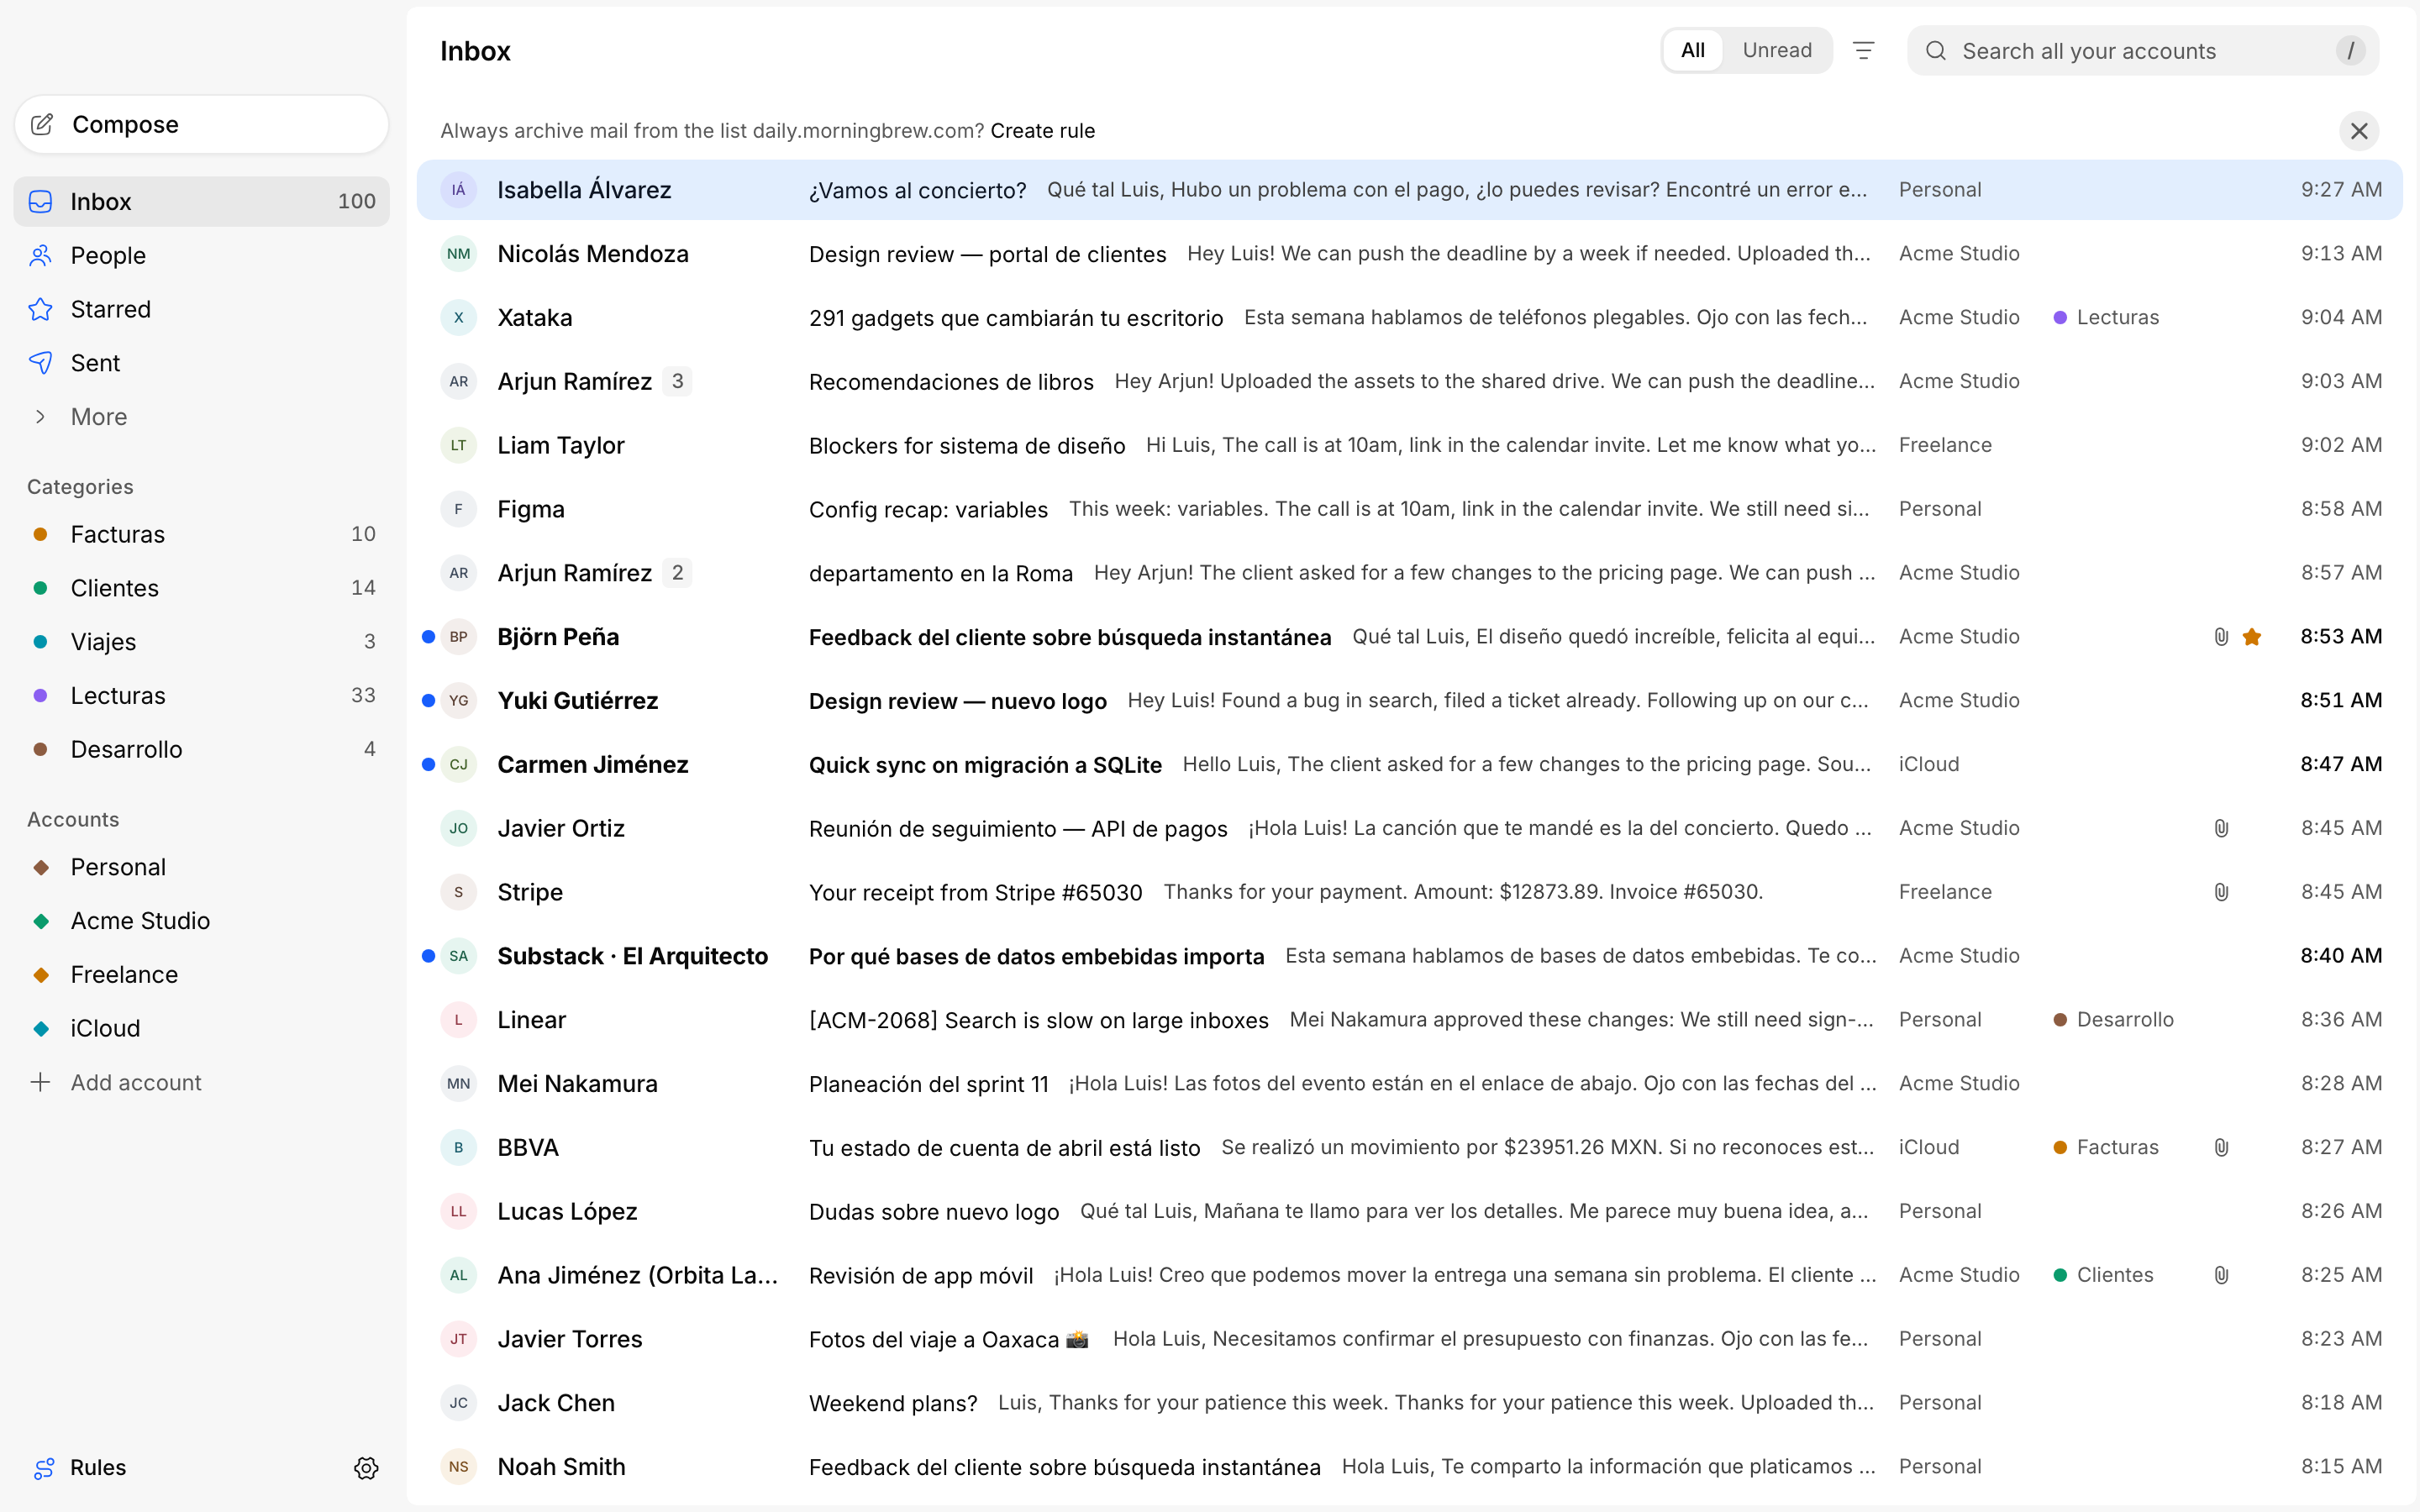 Compose
Inbox 100
People
Starred
Sent
More
Categories
Facturas 10
Clientes 14
Viajes 3
Lecturas 33
Desarrollo 4
Accounts
Personal
Acme Studio
Freelance
iCloud
Add account
Rules
Inbox
All Unread Search all your accounts /
Always archive mail from the list daily.morningbrew.com? Create rule
IÁ Isabella Álvarez ¿Vamos al concierto? Qué tal Luis, Hubo un problema con el pago, ¿lo puedes revisar? Encontré un error e... Personal 9:27 AM
NM Nicolás Mendoza Design review — portal de clientes Hey Luis! We can push the deadline by a week if needed. Uploaded th... Acme Studio 9:13 AM
X Xataka 291 gadgets que cambiarán tu escritorio Esta semana hablamos de teléfonos plegables. Ojo con las fech... Acme Studio Lecturas 9:04 AM
AR Arjun Ramírez 3 Recomendaciones de libros Hey Arjun! Uploaded the assets to the shared drive. We can push the deadline... Acme Studio 9:03 AM
LT Liam Taylor Blockers for sistema de diseño Hi Luis, The call is at 10am, link in the calendar invite. Let me know what yo... Freelance 9:02 AM
F Figma Config recap: variables This week: variables. The call is at 10am, link in the calendar invite. We still need si... Personal 8:58 AM
AR Arjun Ramírez 2 departamento en la Roma Hey Arjun! The client asked for a few changes to the pricing page. We can push ... Acme Studio 8:57 AM
BP Björn Peña Feedback del cliente sobre búsqueda instantánea Qué tal Luis, El diseño quedó increíble, felicita al equi... Acme Studio 8:53 AM
YG Yuki Gutiérrez Design review — nuevo logo Hey Luis! Found a bug in search, filed a ticket already. Following up on our c... Acme Studio 8:51 AM
CJ Carmen Jiménez Quick sync on migración a SQLite Hello Luis, The client asked for a few changes to the pricing page. Sou... iCloud 8:47 AM
JO Javier Ortiz Reunión de seguimiento — API de pagos ¡Hola Luis! La canción que te mandé es la del concierto. Quedo ... Acme Studio 8:45 AM
S Stripe Your receipt from Stripe #65030 Thanks for your payment. Amount: $12873.89. Invoice #65030. Freelance 8:45 AM
SA Substack · El Arquitecto Por qué bases de datos embebidas importa Esta semana hablamos de bases de datos embebidas. Te co... Acme Studio 8:40 AM
L Linear [ACM-2068] Search is slow on large inboxes Mei Nakamura approved these changes: We still need sign-... Personal Desarrollo 8:36 AM
MN Mei Nakamura Planeación del sprint 11 ¡Hola Luis! Las fotos del evento están en el enlace de abajo. Ojo con las fechas del ... Acme Studio 8:28 AM
B BBVA Tu estado de cuenta de abril está listo Se realizó un movimiento por $23951.26 MXN. Si no reconoces est... iCloud Facturas 8:27 AM
LL Lucas López Dudas sobre nuevo logo Qué tal Luis, Mañana te llamo para ver los detalles. Me parece muy buena idea, a... Personal 8:26 AM
AL Ana Jiménez (Orbita La... Revisión de app móvil ¡Hola Luis! Creo que podemos mover la entrega una semana sin problema. El cliente ... Acme Studio Clientes 8:25 AM
JT Javier Torres Fotos del viaje a Oaxaca 📸 Hola Luis, Necesitamos confirmar el presupuesto con finanzas. Ojo con las fe... Personal 8:23 AM
JC Jack Chen Weekend plans? Luis, Thanks for your patience this week. Thanks for your patience this week. Uploaded th... Personal 8:18 AM
NS Noah Smith Feedback del cliente sobre búsqueda instantánea Hola Luis, Te comparto la información que platicamos ... Personal 8:15 AM